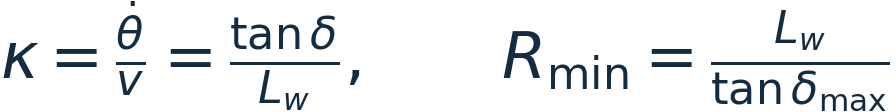 κ = θ̇/v = tan δ/L_w,    R_min = L_w/tan δ_max